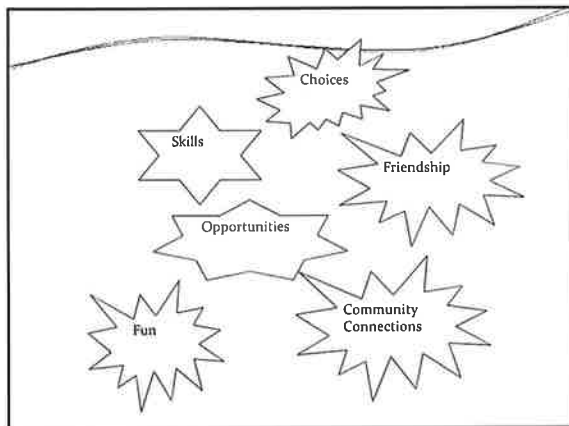 Choices
Skills
Friendship
Opportunities
Community
Connections
Fun